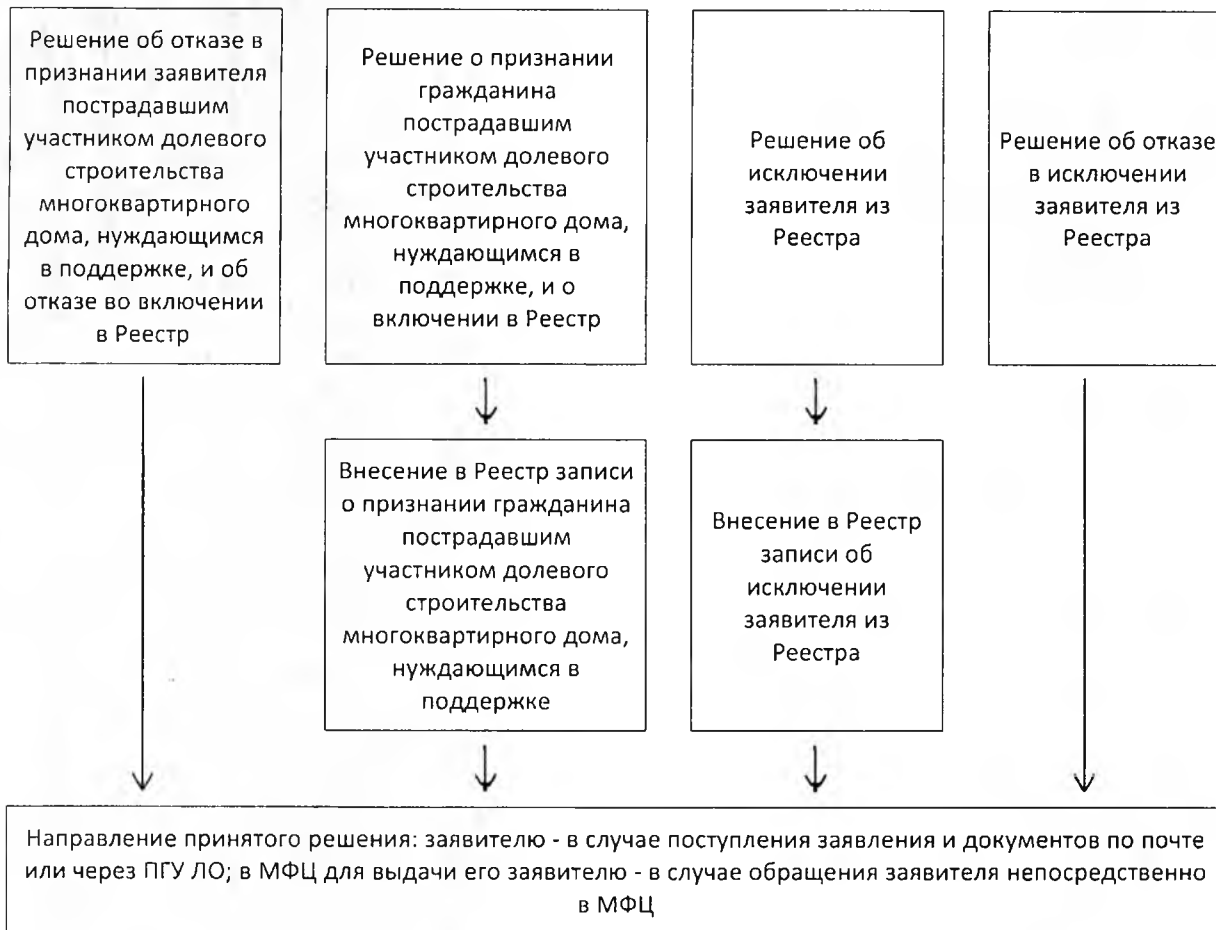 Решение об отказе в
признании заявителя
пострадавшим
участником долевого
строительства
многоквартирного
дома, нуждающимся
в поддержке, и об
отказе во включении
в Реестр
Решение о признании
гражданина
пострадавшим
участником долевого
строительства
многоквартирного дома,
нуждающимся в
поддержке, и о
включении в Реестр
Решение об
исключении
заявителя из
Реестра
Решение об отказе
в исключении
заявителя из
Реестра
Внесение в Реестр записи
о признании гражданина
пострадавшим
участником долевого
строительства
многоквартирного дома,
нуждающимся в
поддержке
Внесение в Реестр
записи об
исключении
заявителя из
Реестра
Направление принятого решения: заявителю - в случае поступления заявления и документов по почте
или через ПГУ ЛО; в МФЦ для выдачи его заявителю - в случае обращения заявителя непосредственно
в МФЦ